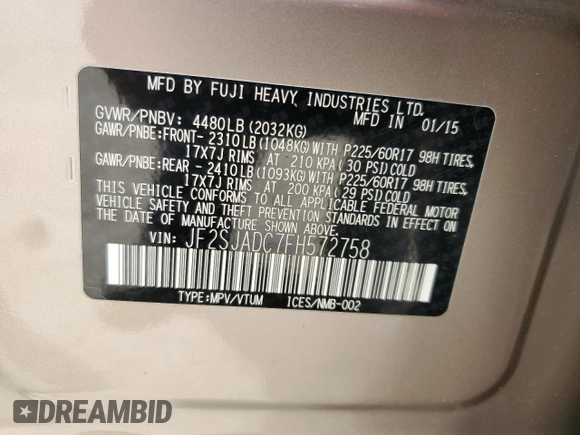 MFD BY FUJI HEAVY INDUSTRIES LTD.
GVWR/PNBV: 4480LB (2032KG) MFD IN 01/15
GAWR/PNBE:FRONT- 2310LB (1048KG) WITH P225/60R17 98H TIRES,
17X7J RIMS AT 210 KPA (30 PSI) COLD
GAWR/PNBE:REAR - 2410LB (1093KG) WITH P225/60R17 98H TIRES,
17X7J RIMS AT 200 KPA (29 PSI) COLD
THIS VEHICLE CONFORMS TO ALL APPLICABLE FEDERAL MOTOR
VEHICLE SAFETY AND BUMPER STANDARDS IN EFFECT ON
THE DATE OF MANUFACTURE SHOWN ABOVE.
VIN: JF2SJADC7FH572758
TYPE:MPV/VTUM ICES/NMB-002
DREAMBID